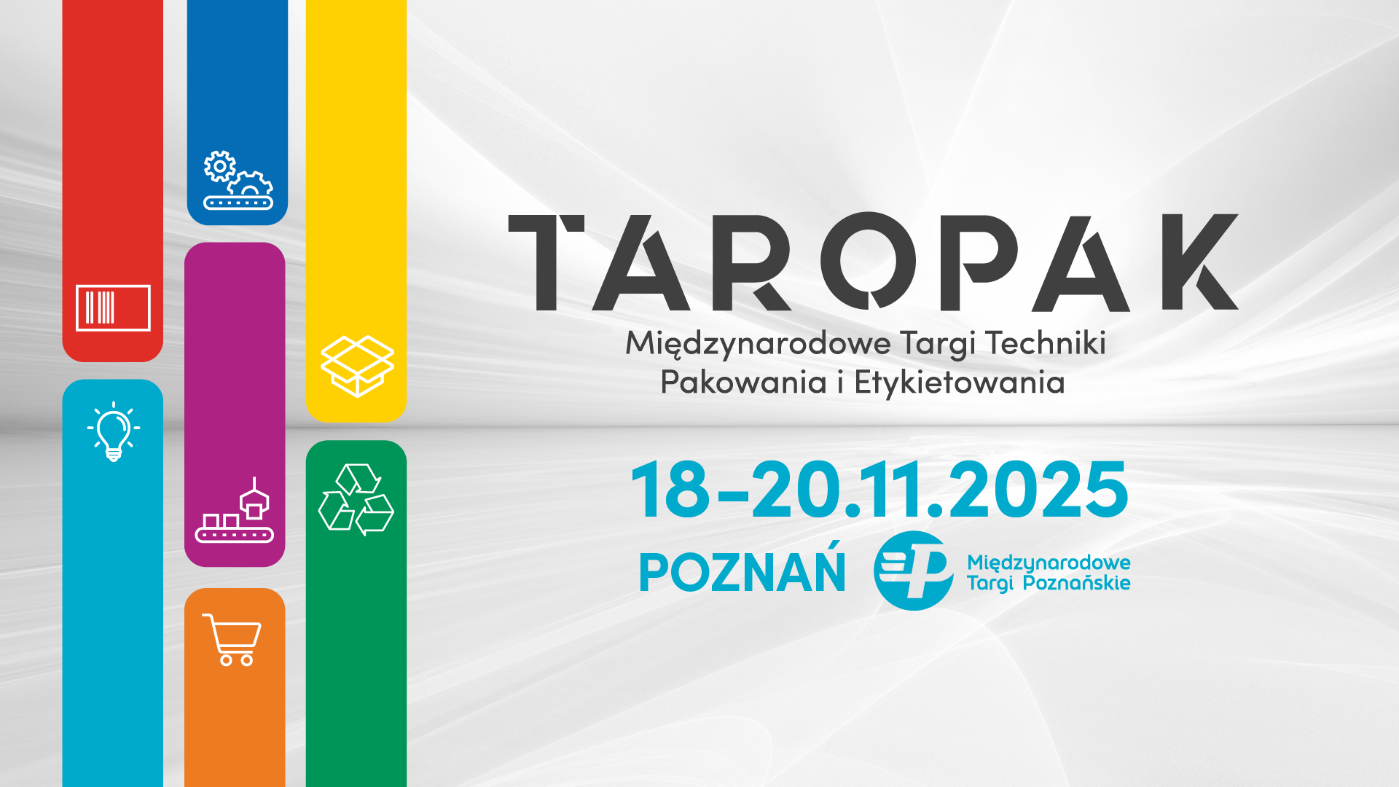 TAROPAK
Międzynarodowe Targi Techniki
Pakowania i Etykietowania
18-20.11.2025
POZNAŃ
Międzynarodowe
Targi Poznańskie